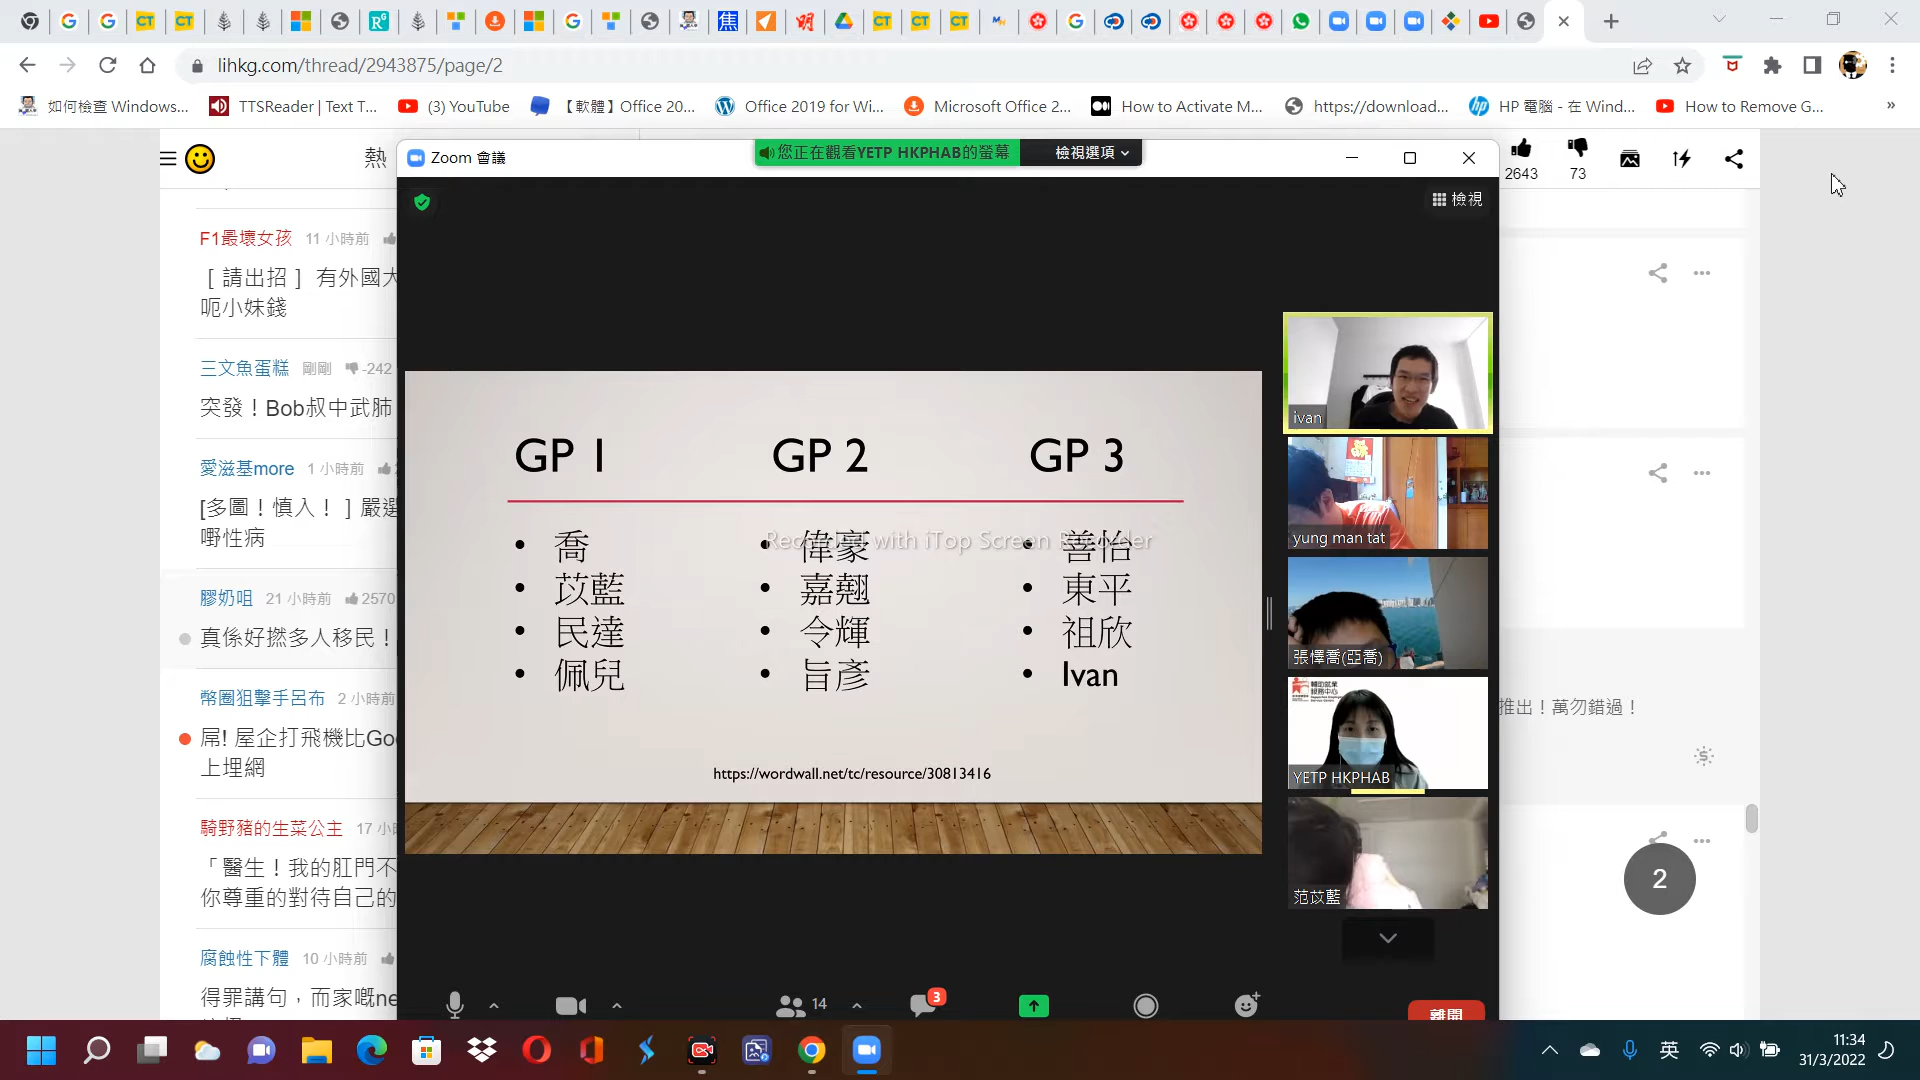 lihkg.com/thread/2943875/page/2
如何檢查 Windows...
TTSReader | Text T...
(3) YouTube
【軟體】Office 20...
Office 2019 for Wi...
Microsoft Office 2...
How to Activate M...
https://download...
HP 電腦 - 在 Wind...
How to Remove G...
»
熱
Zoom 會議
您正在觀看YETP HKPHAB的螢幕
檢視選項
2643
73
檢視
F1最壞女孩 11 小時前
［請出招］ 有外國大
呃小妹錢
三文魚蛋糕 剛剛 -242
突發！Bob叔中武肺
愛滋基more 1 小時前
[多圖！慎入！］嚴選
嘢性病
膠奶咀 21 小時前 2570
真係好撚多人移民！
幣圈狙擊手呂布 2 小時前
屌! 屋企打飛機比Go
上埋網
騎野豬的生菜公主 17 小
「醫生！我的肛門不
你尊重的對待自己的
腐蝕性下體 10 小時前
得罪講句，而家嘅ne
GP 1
GP 2
GP 3
喬
苡藍
民達
佩兒
偉豪
嘉翹
令輝
旨彥
善怡
東平
祖欣
Ivan
Recorded with iTop Screen Recorder
https://wordwall.net/tc/resource/30813416
ivan
yung man tat
張懌喬(亞喬)
輔助就業
服務中心
YETP HKPHAB
范苡藍
推出！萬勿錯過！
2
14
3
離開
英
11:34
31/3/2022